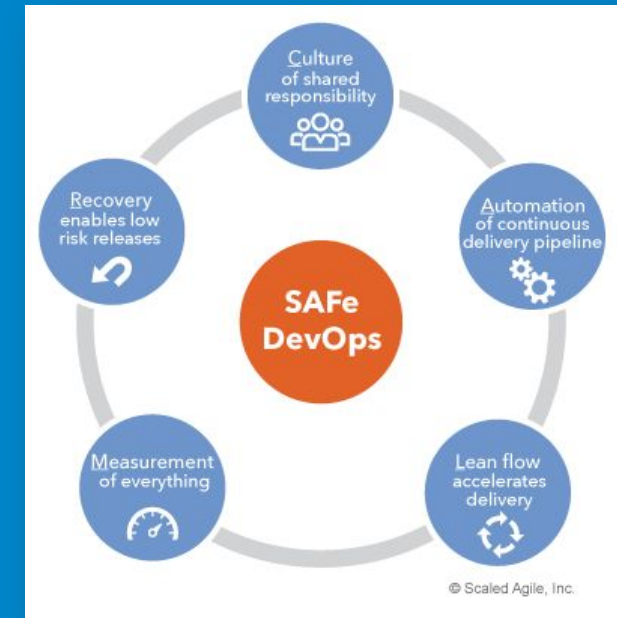 Culture
of shared
responsibility
Automation
of continuous
delivery pipeline
Lean flow
accelerates
delivery
Measurement
of everything
Recovery
enables low
risk releases
SAFe
DevOps
© Scaled Agile, Inc.